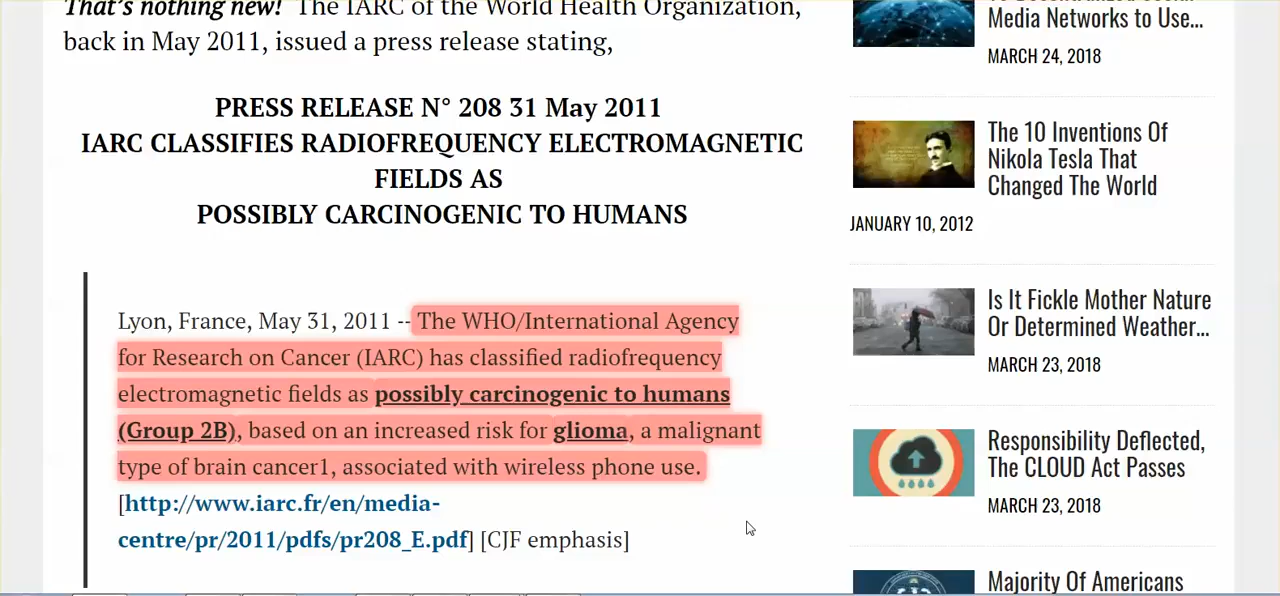 That's nothing new! The IARC of the World Health Organization,
back in May 2011, issued a press release stating,
PRESS RELEASE N° 208 31 May 2011
IARC CLASSIFIES RADIOFREQUENCY ELECTROMAGNETIC
FIELDS AS
POSSIBLY CARCINOGENIC TO HUMANS
Lyon, France, May 31, 2011 -- The WHO/International Agency
for Research on Cancer (IARC) has classified radiofrequency
electromagnetic fields as possibly carcinogenic to humans
(Group 2B), based on an increased risk for glioma, a malignant
type of brain cancer1, associated with wireless phone use.
[http://www.iarc.fr/en/media-
centre/pr/2011/pdfs/pr208_E.pdf] [CJF emphasis]
Media Networks to Use...
MARCH 24, 2018
The 10 Inventions Of
Nikola Tesla That
Changed The World
JANUARY 10, 2012
Is It Fickle Mother Nature
Or Determined Weather...
MARCH 23, 2018
Responsibility Deflected,
The CLOUD Act Passes
MARCH 23, 2018
Majority Of Americans